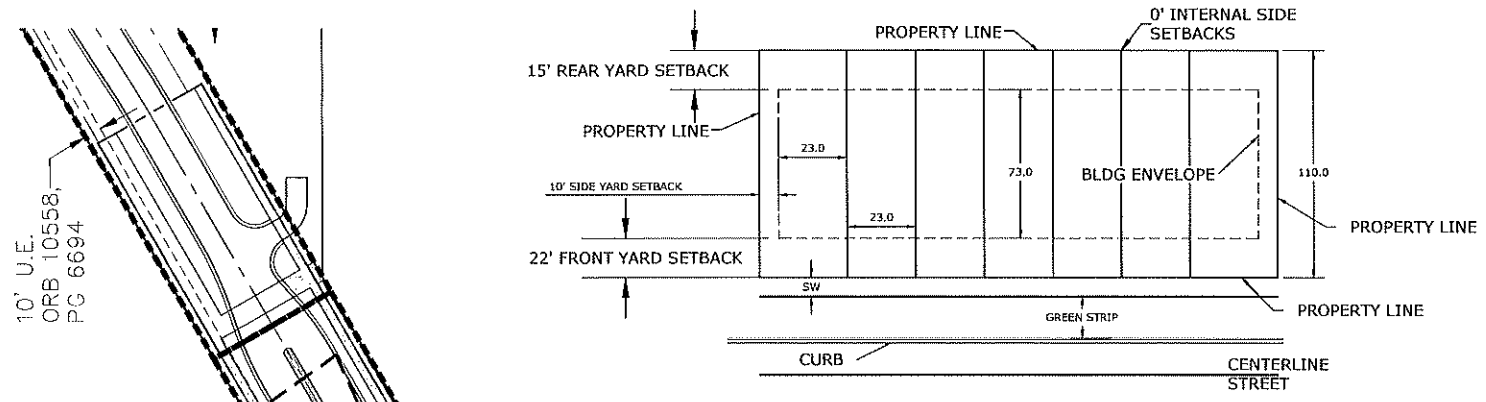 10' U.E.
ORB 10558,
PG 6694
0' INTERNAL SIDE
SETBACKS
PROPERTY LINE
15' REAR YARD SETBACK
PROPERTY LINE
23.0
73.0
BLDG ENVELOPE
110.0
10' SIDE YARD SETBACK
23.0
PROPERTY LINE
22' FRONT YARD SETBACK
SW
PROPERTY LINE
GREEN STRIP
CURB
CENTERLINE
STREET